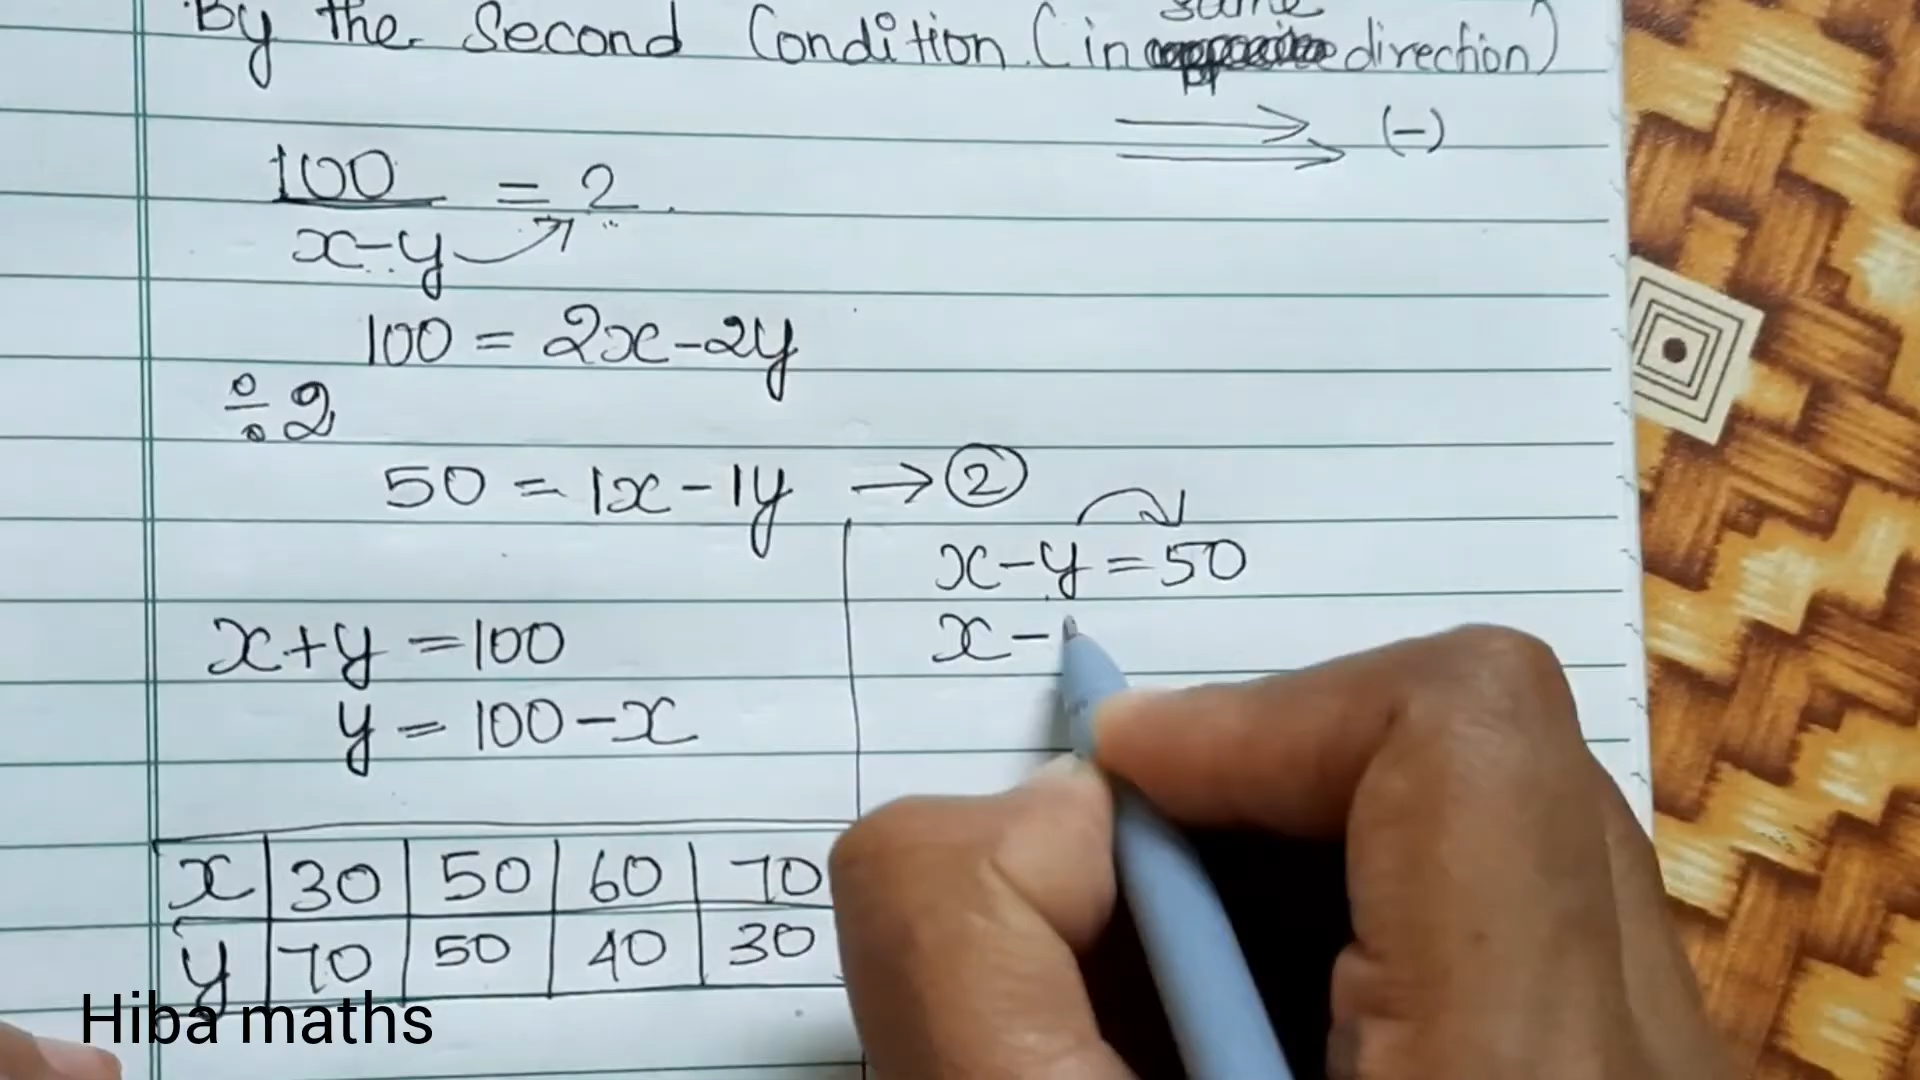 By the Second Condition (in same direction)
(-)
100 = 2
x-y
100 = 2x-2y
÷2
50 = 1x-1y → ②
x-y=50
x-
x+y=100
y=100-x
x 30 50 60 70
y 70 50 40 30
Hiba maths